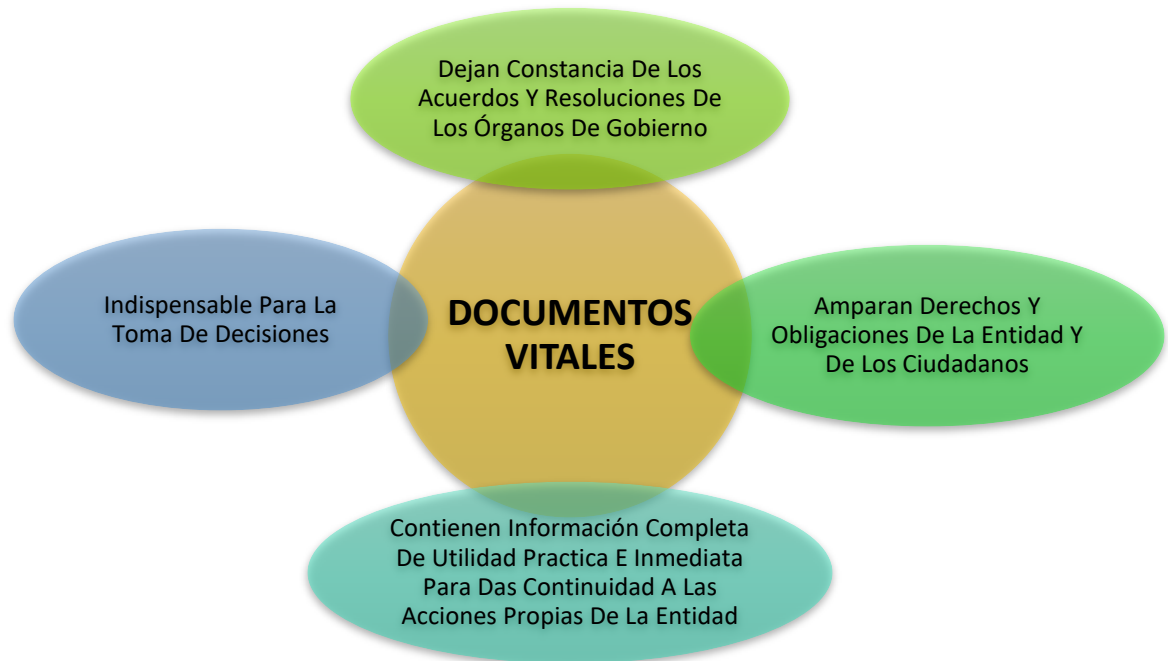 Dejan Constancia De Los
Acuerdos Y Resoluciones De
Los Órganos De Gobierno
Indispensable Para La
Toma De Decisiones
DOCUMENTOS
VITALES
Amparan Derechos Y
Obligaciones De La Entidad Y
De Los Ciudadanos
Contienen Información Completa
De Utilidad Practica E Inmediata
Para Das Continuidad A Las
Acciones Propias De La Entidad